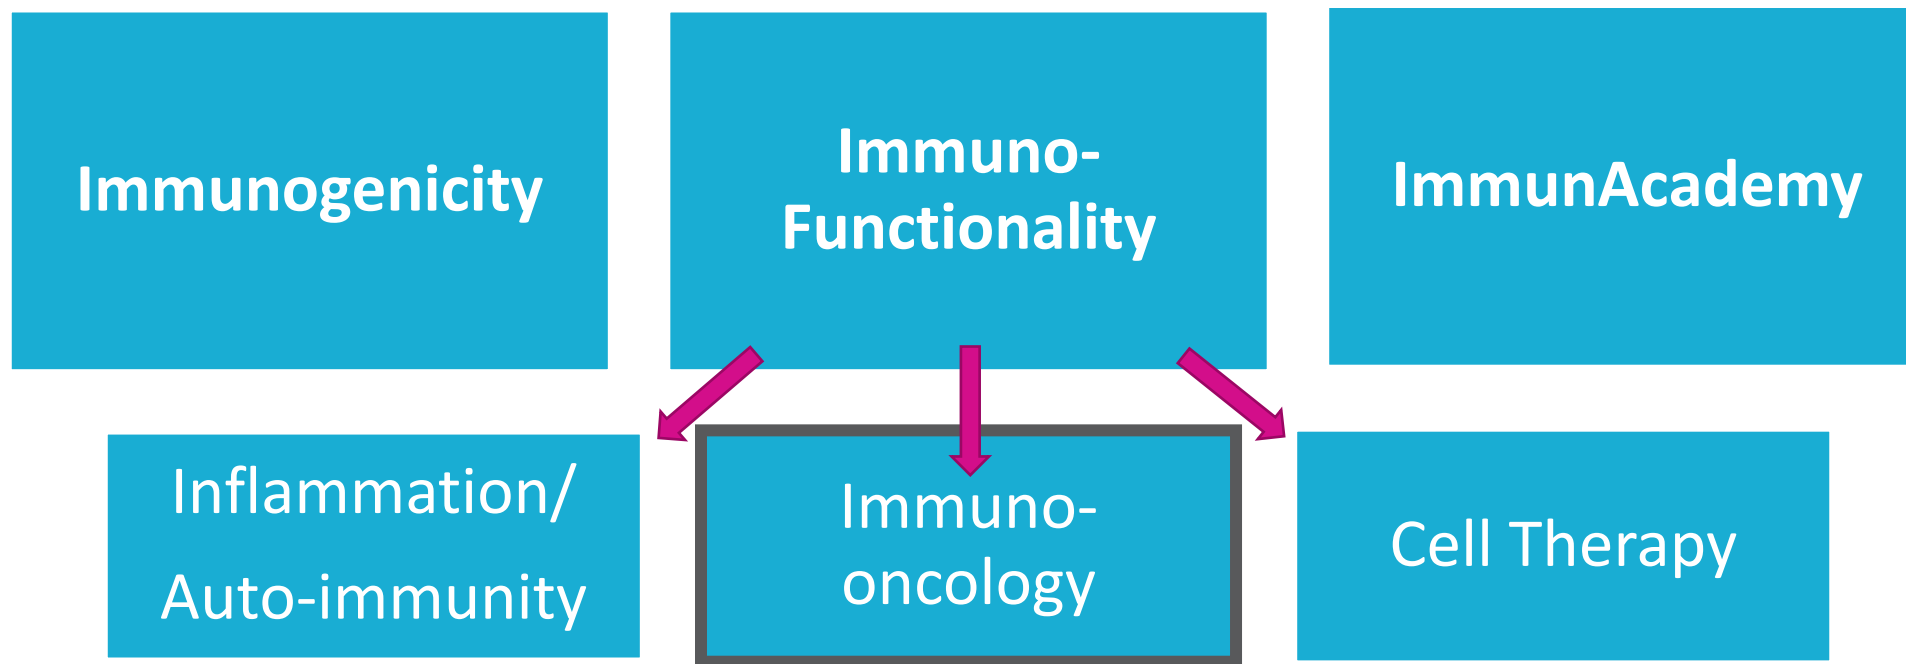 Immunogenicity
Immuno-
Functionality
ImmunAcademy
Inflammation/
Auto-immunity
Immuno-
oncology
Cell Therapy